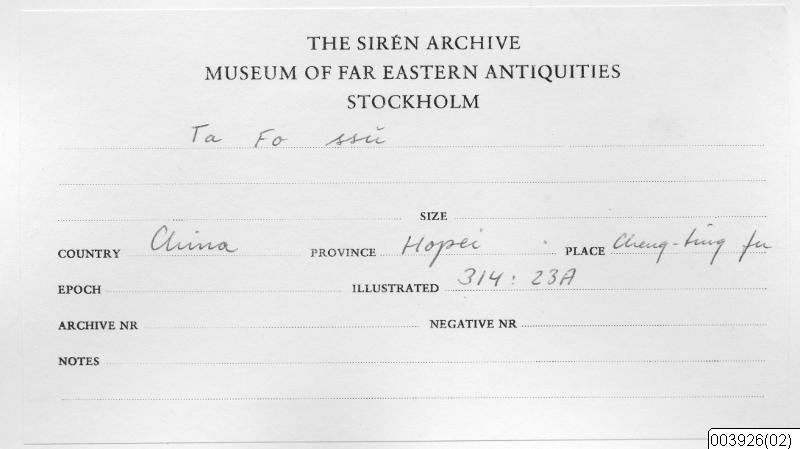 THE SIRÉN ARCHIVE
MUSEUM OF FAR EASTERN ANTIQUITIES
STOCKHOLM
Ta Fo ssŭ
SIZE
COUNTRY China PROVINCE Hopei PLACE Cheng-ting fu
EPOCH ILLUSTRATED 314: 23A
ARCHIVE NR NEGATIVE NR
NOTES
003926(02)